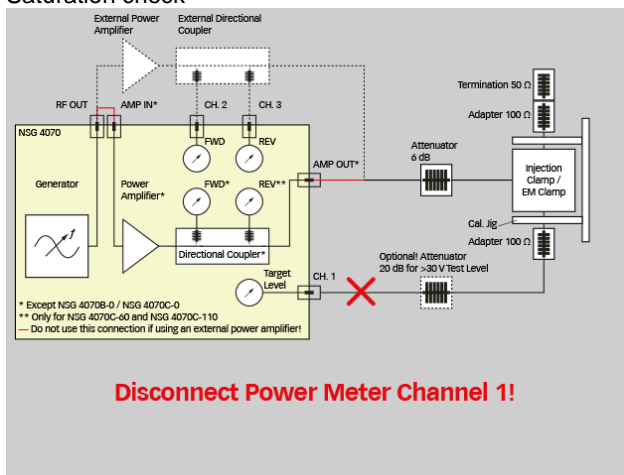 Saturation check
External Power
Amplifier
External Directional
Coupler
RF OUT
AMP IN*
CH. 2
CH. 3
Termination 50 Ω
Adapter 100 Ω
NSG 4070
FWD
REV
AMP OUT*
Attenuator
6 dB
Injection
Clamp /
EM Clamp
Generator
Power
Amplifier*
FWD*
REV**
Directional Coupler*
Cal. Jig
Adapter 100 Ω
Target
Level
CH. 1
Optional! Attenuator
20 dB for >30 V Test Level
* Except NSG 4070B-0 / NSG 4070C-0
** Only for NSG 4070C-60 and NSG 4070C-110
— Do not use this connection if using an external power amplifier!
Disconnect Power Meter Channel 1!